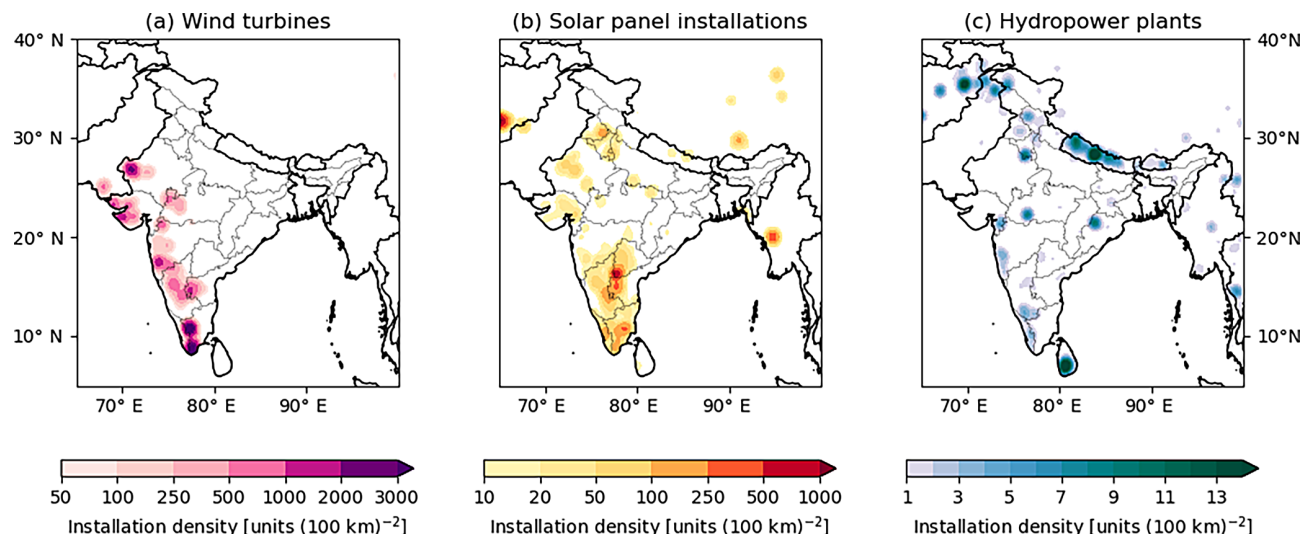 (a) Wind turbines
(b) Solar panel installations
(c) Hydropower plants
40° N
40°N
30° N
30°N
20° N
20°N
10° N
10°N
70° E 80° E 90° E
70° E 80° E 90° E
70° E 80° E 90° E
50 100 250 500 1000 2000 3000
10 20 50 100 250 500 1000
1 3 5 7 9 11 13
Installation density [units (100 km)⁻²]
Installation density [units (100 km)⁻²]
Installation density [units (100 km)⁻²]